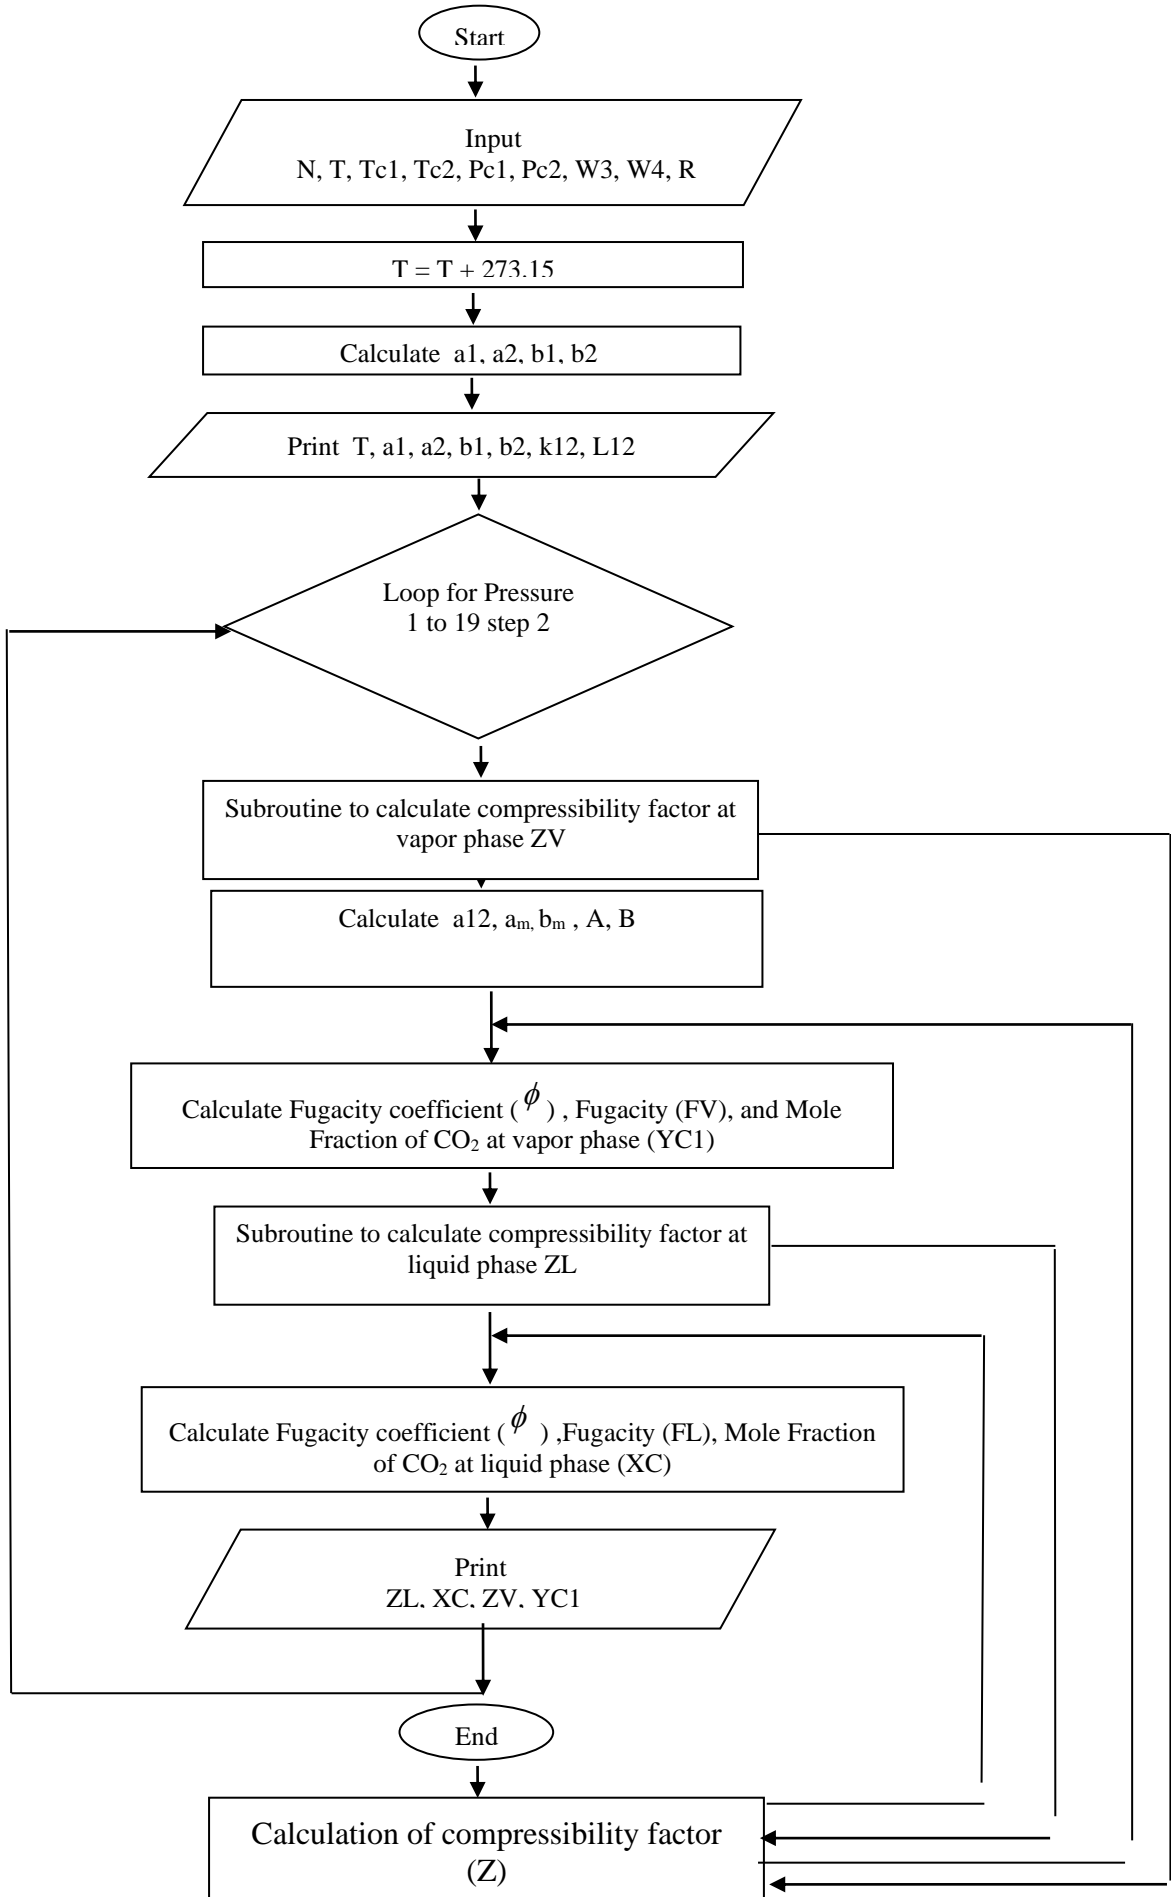 Start
Input
N, T, Tc1, Tc2, Pc1, Pc2, W3, W4, R
T = T + 273.15
Calculate a1, a2, b1, b2
Print T, a1, a2, b1, b2, k12, L12
Loop for Pressure
1 to 19 step 2
Subroutine to calculate compressibility factor at
vapor phase ZV
Calculate a12, aₘ, bₘ , A, B
Calculate Fugacity coefficient ( ϕ ) , Fugacity (FV), and Mole
Fraction of CO₂ at vapor phase (YC1)
Subroutine to calculate compressibility factor at
liquid phase ZL
Calculate Fugacity coefficient ( ϕ ) ,Fugacity (FL), Mole Fraction
of CO₂ at liquid phase (XC)
Print
ZL, XC, ZV, YC1
End
Calculation of compressibility factor
(Z)